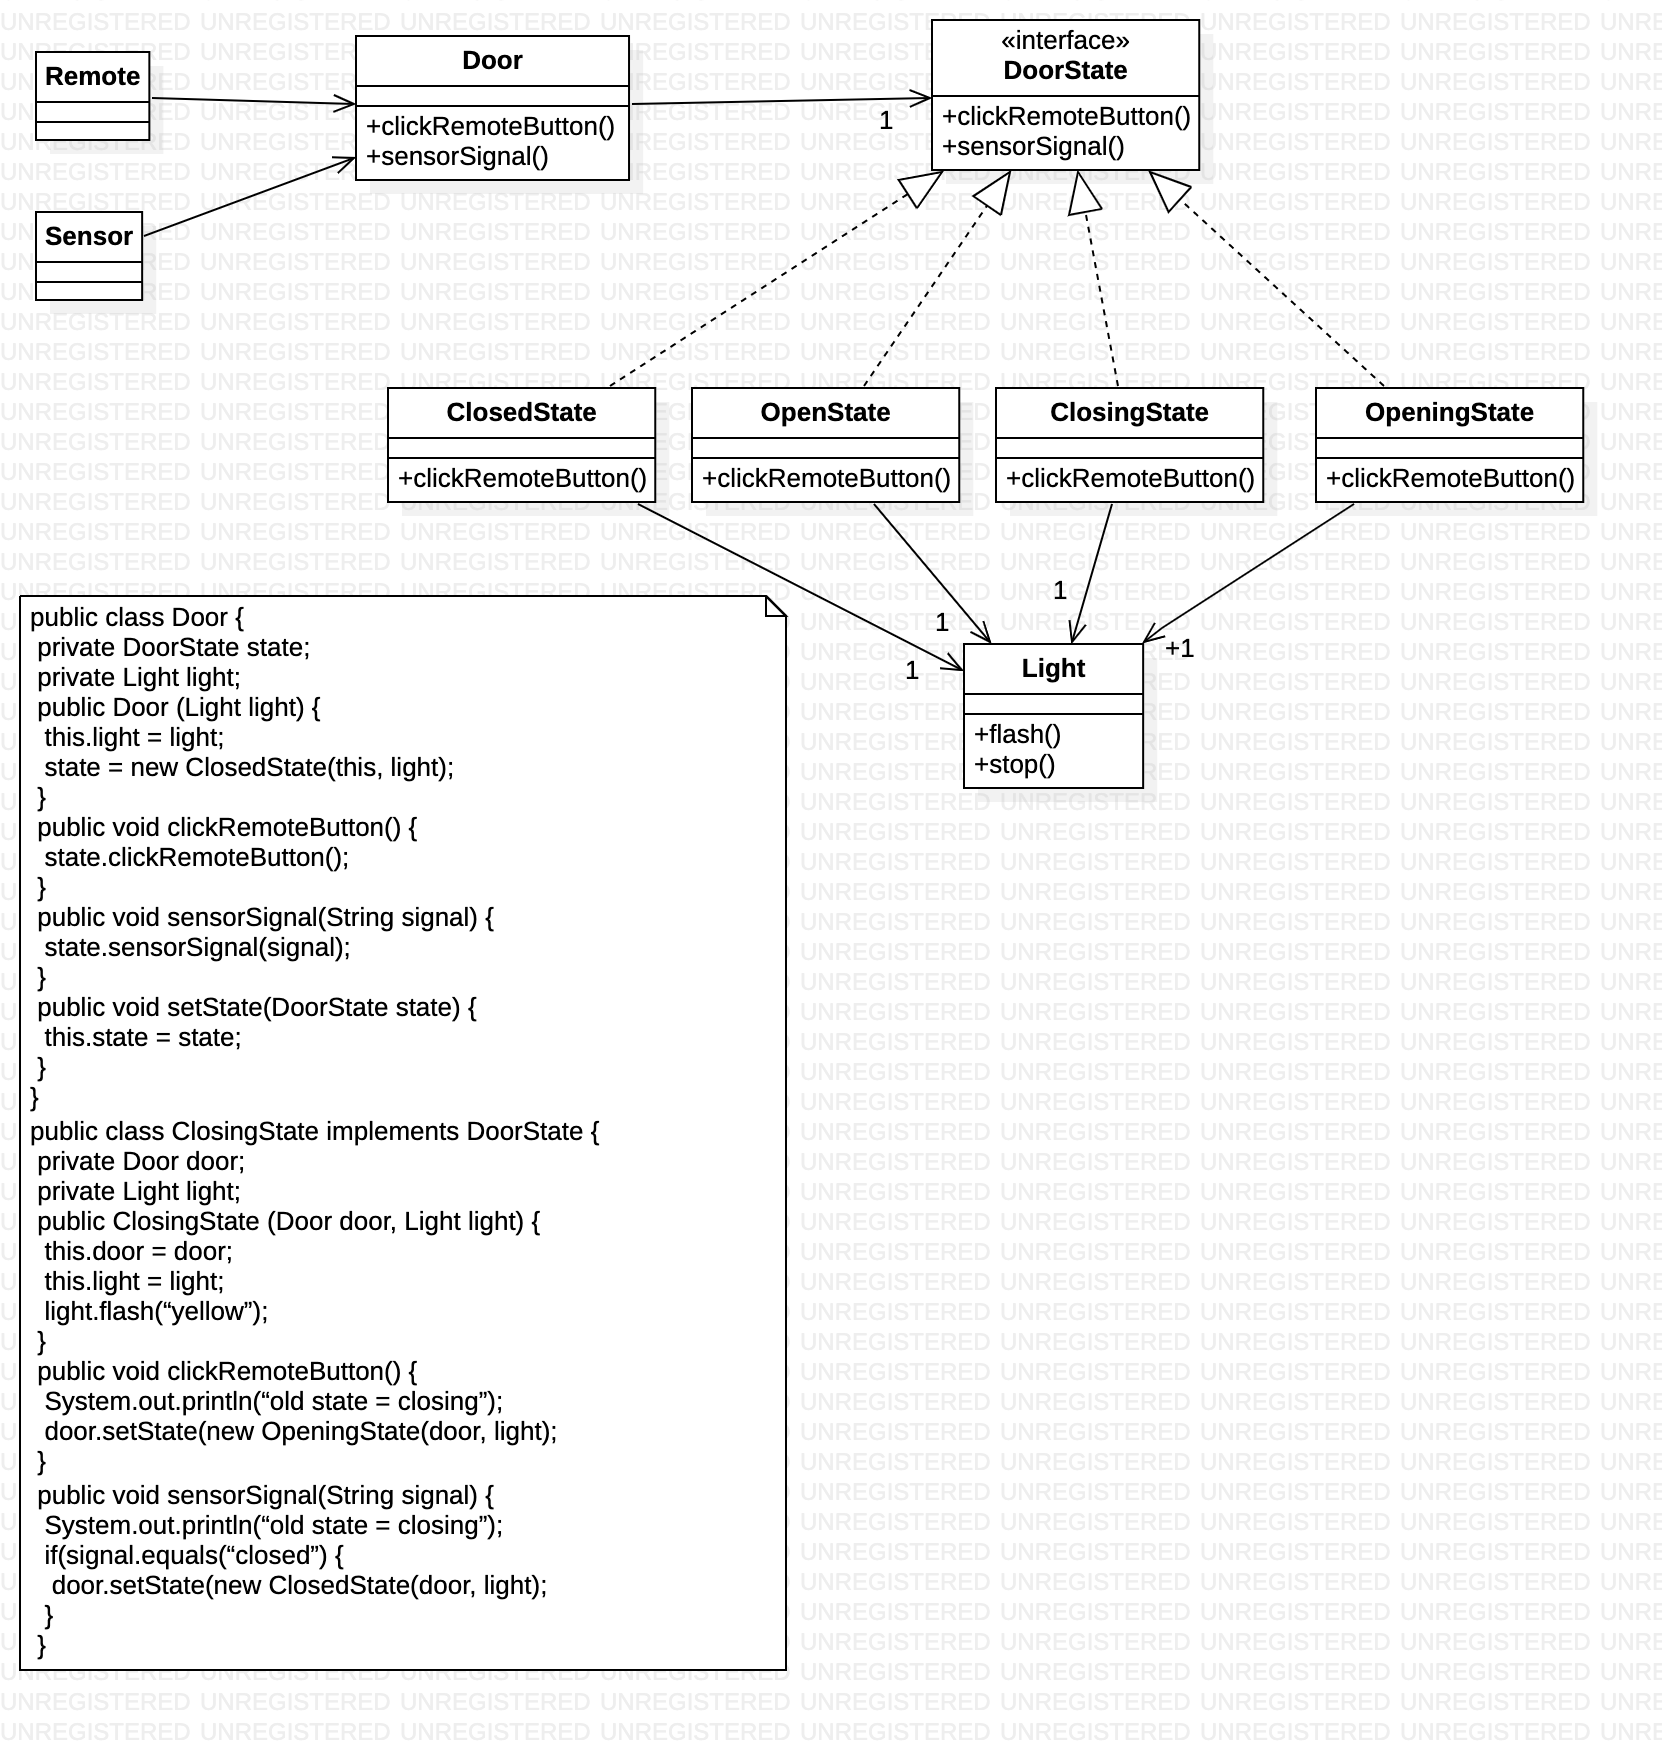 Remote
Sensor
Door
+clickRemoteButton()
+sensorSignal()
1
«interface»
DoorState
+clickRemoteButton()
+sensorSignal()
ClosedState
+clickRemoteButton()
OpenState
+clickRemoteButton()
ClosingState
+clickRemoteButton()
OpeningState
+clickRemoteButton()
1
1
1
+1
Light
+flash()
+stop()
public class Door {
private DoorState state;
private Light light;
public Door (Light light) {
this.light = light;
state = new ClosedState(this, light);
}
public void clickRemoteButton() {
state.clickRemoteButton();
}
public void sensorSignal(String signal) {
state.sensorSignal(signal);
}
public void setState(DoorState state) {
this.state = state;
}
}
public class ClosingState implements DoorState {
private Door door;
private Light light;
public ClosingState (Door door, Light light) {
this.door = door;
this.light = light;
light.flash(“yellow”);
}
public void clickRemoteButton() {
System.out.println(“old state = closing”);
door.setState(new OpeningState(door, light);
}
public void sensorSignal(String signal) {
System.out.println(“old state = closing”);
if(signal.equals(“closed”) {
door.setState(new ClosedState(door, light);
}
}
UNREGISTERED